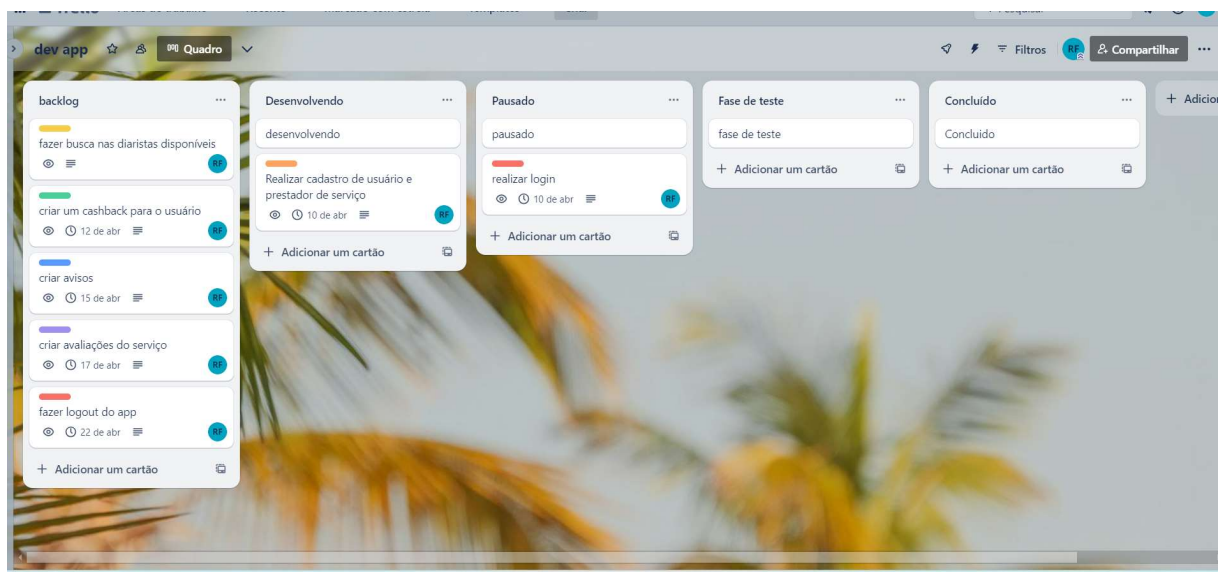 dev app
Quadro
Filtros
RF
Compartilhar
backlog
fazer busca nas diaristas disponíveis
RF
criar um cashback para o usuário
12 de abr
RF
criar avisos
15 de abr
RF
criar avaliações do serviço
17 de abr
RF
fazer logout do app
22 de abr
RF
+ Adicionar um cartão
Desenvolvendo
desenvolvendo
Realizar cadastro de usuário e
prestador de serviço
10 de abr
RF
+ Adicionar um cartão
Pausado
pausado
realizar login
10 de abr
RF
+ Adicionar um cartão
Fase de teste
fase de teste
+ Adicionar um cartão
Concluído
Concluido
+ Adicionar um cartão